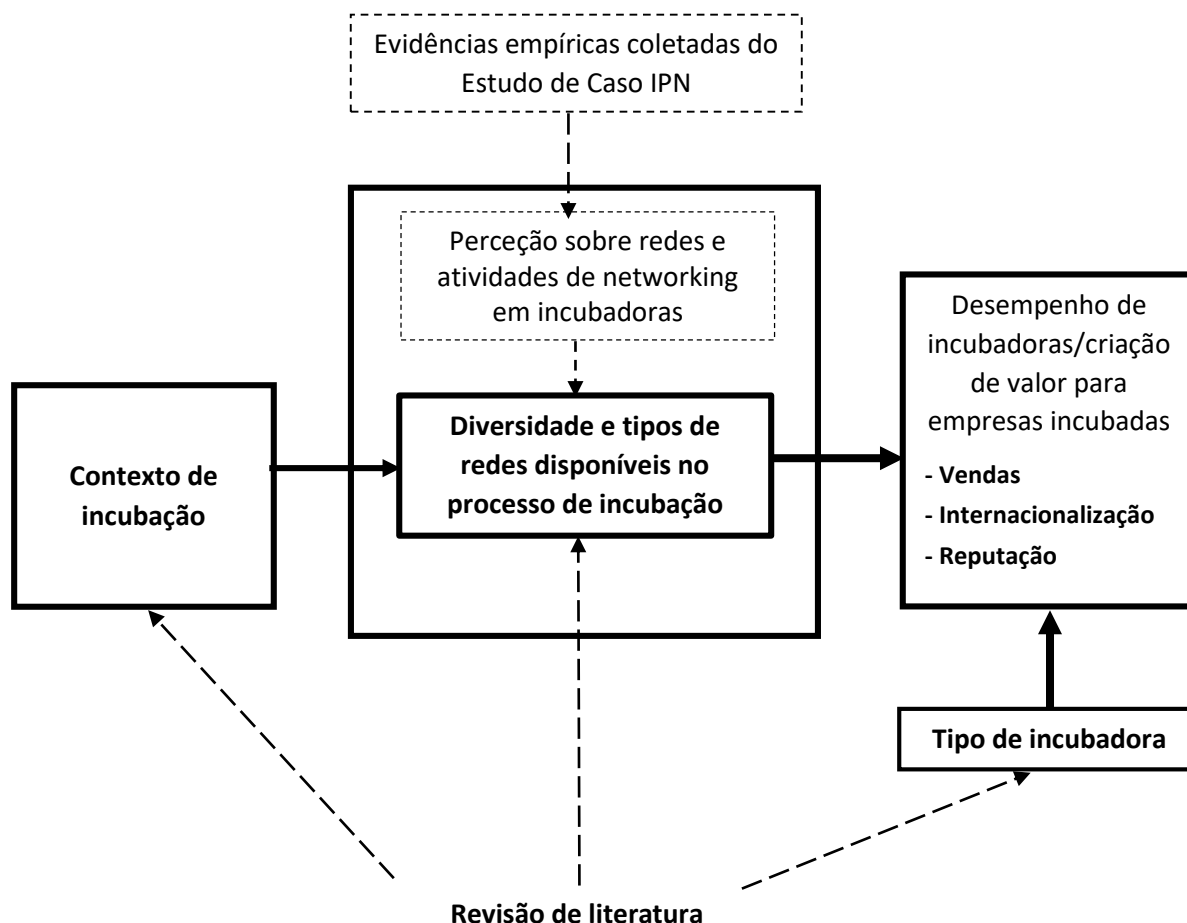 Evidências empíricas coletadas do
Estudo de Caso IPN
Perceção sobre redes e
atividades de networking
em incubadoras
Contexto de
incubação
Diversidade e tipos de
redes disponíveis no
processo de incubação
Desempenho de
incubadoras/criação
de valor para
empresas incubadas
- Vendas
- Internacionalização
- Reputação
Tipo de incubadora
Revisão de literatura